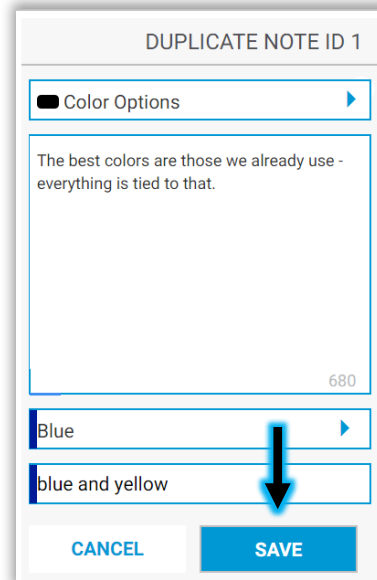 DUPLICATE NOTE ID 1
Color Options
The best colors are those we already use -
everything is tied to that.
680
Blue
blue and yellow
CANCEL
SAVE